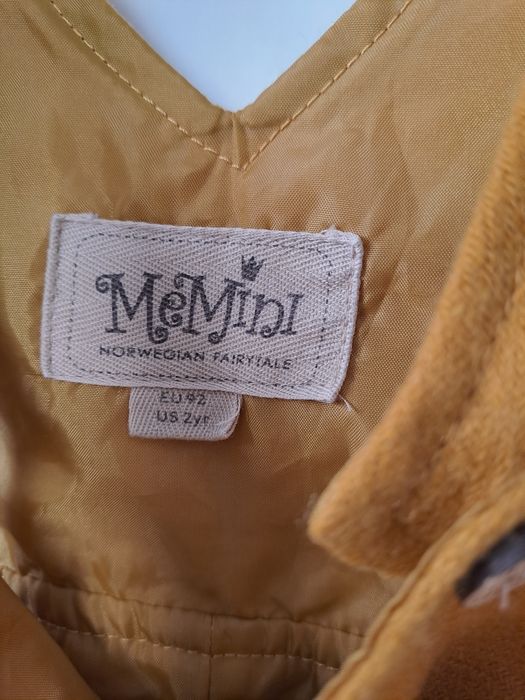 MeMini
NORWEGIAN FAIRYTALE
EU 92
US 2yr